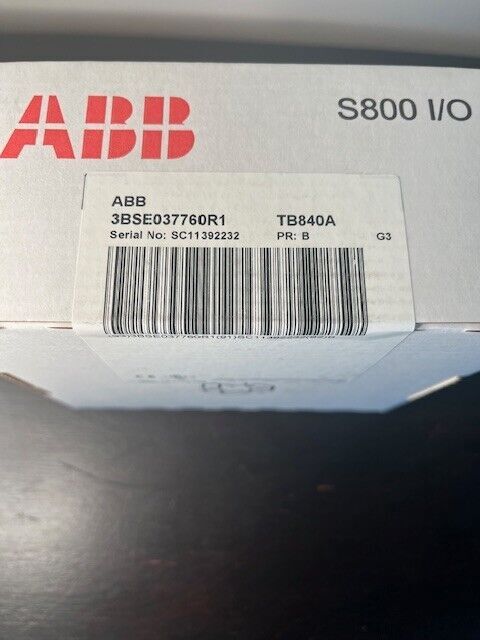 ABB
S800 I/O
ABB
3BSE037760R1 TB840A
Serial No: SC11392232 PR: B G3